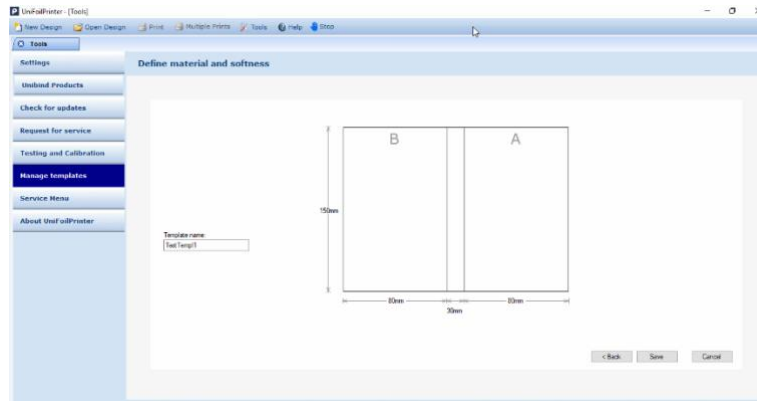 UniFoilPrinter - [Tools]
New Design Open Design Print Multiple Prints Tools Help Stop
Tools
Settings
Define material and softness
Unibind Products
Check for updates
Request for service
Testing and Calibration
Manage templates
Service Menu
About UniFoilPrinter
B A
150mm
Template name:
TestTempl1
80mm 80mm
30mm
< Back Save Cancel